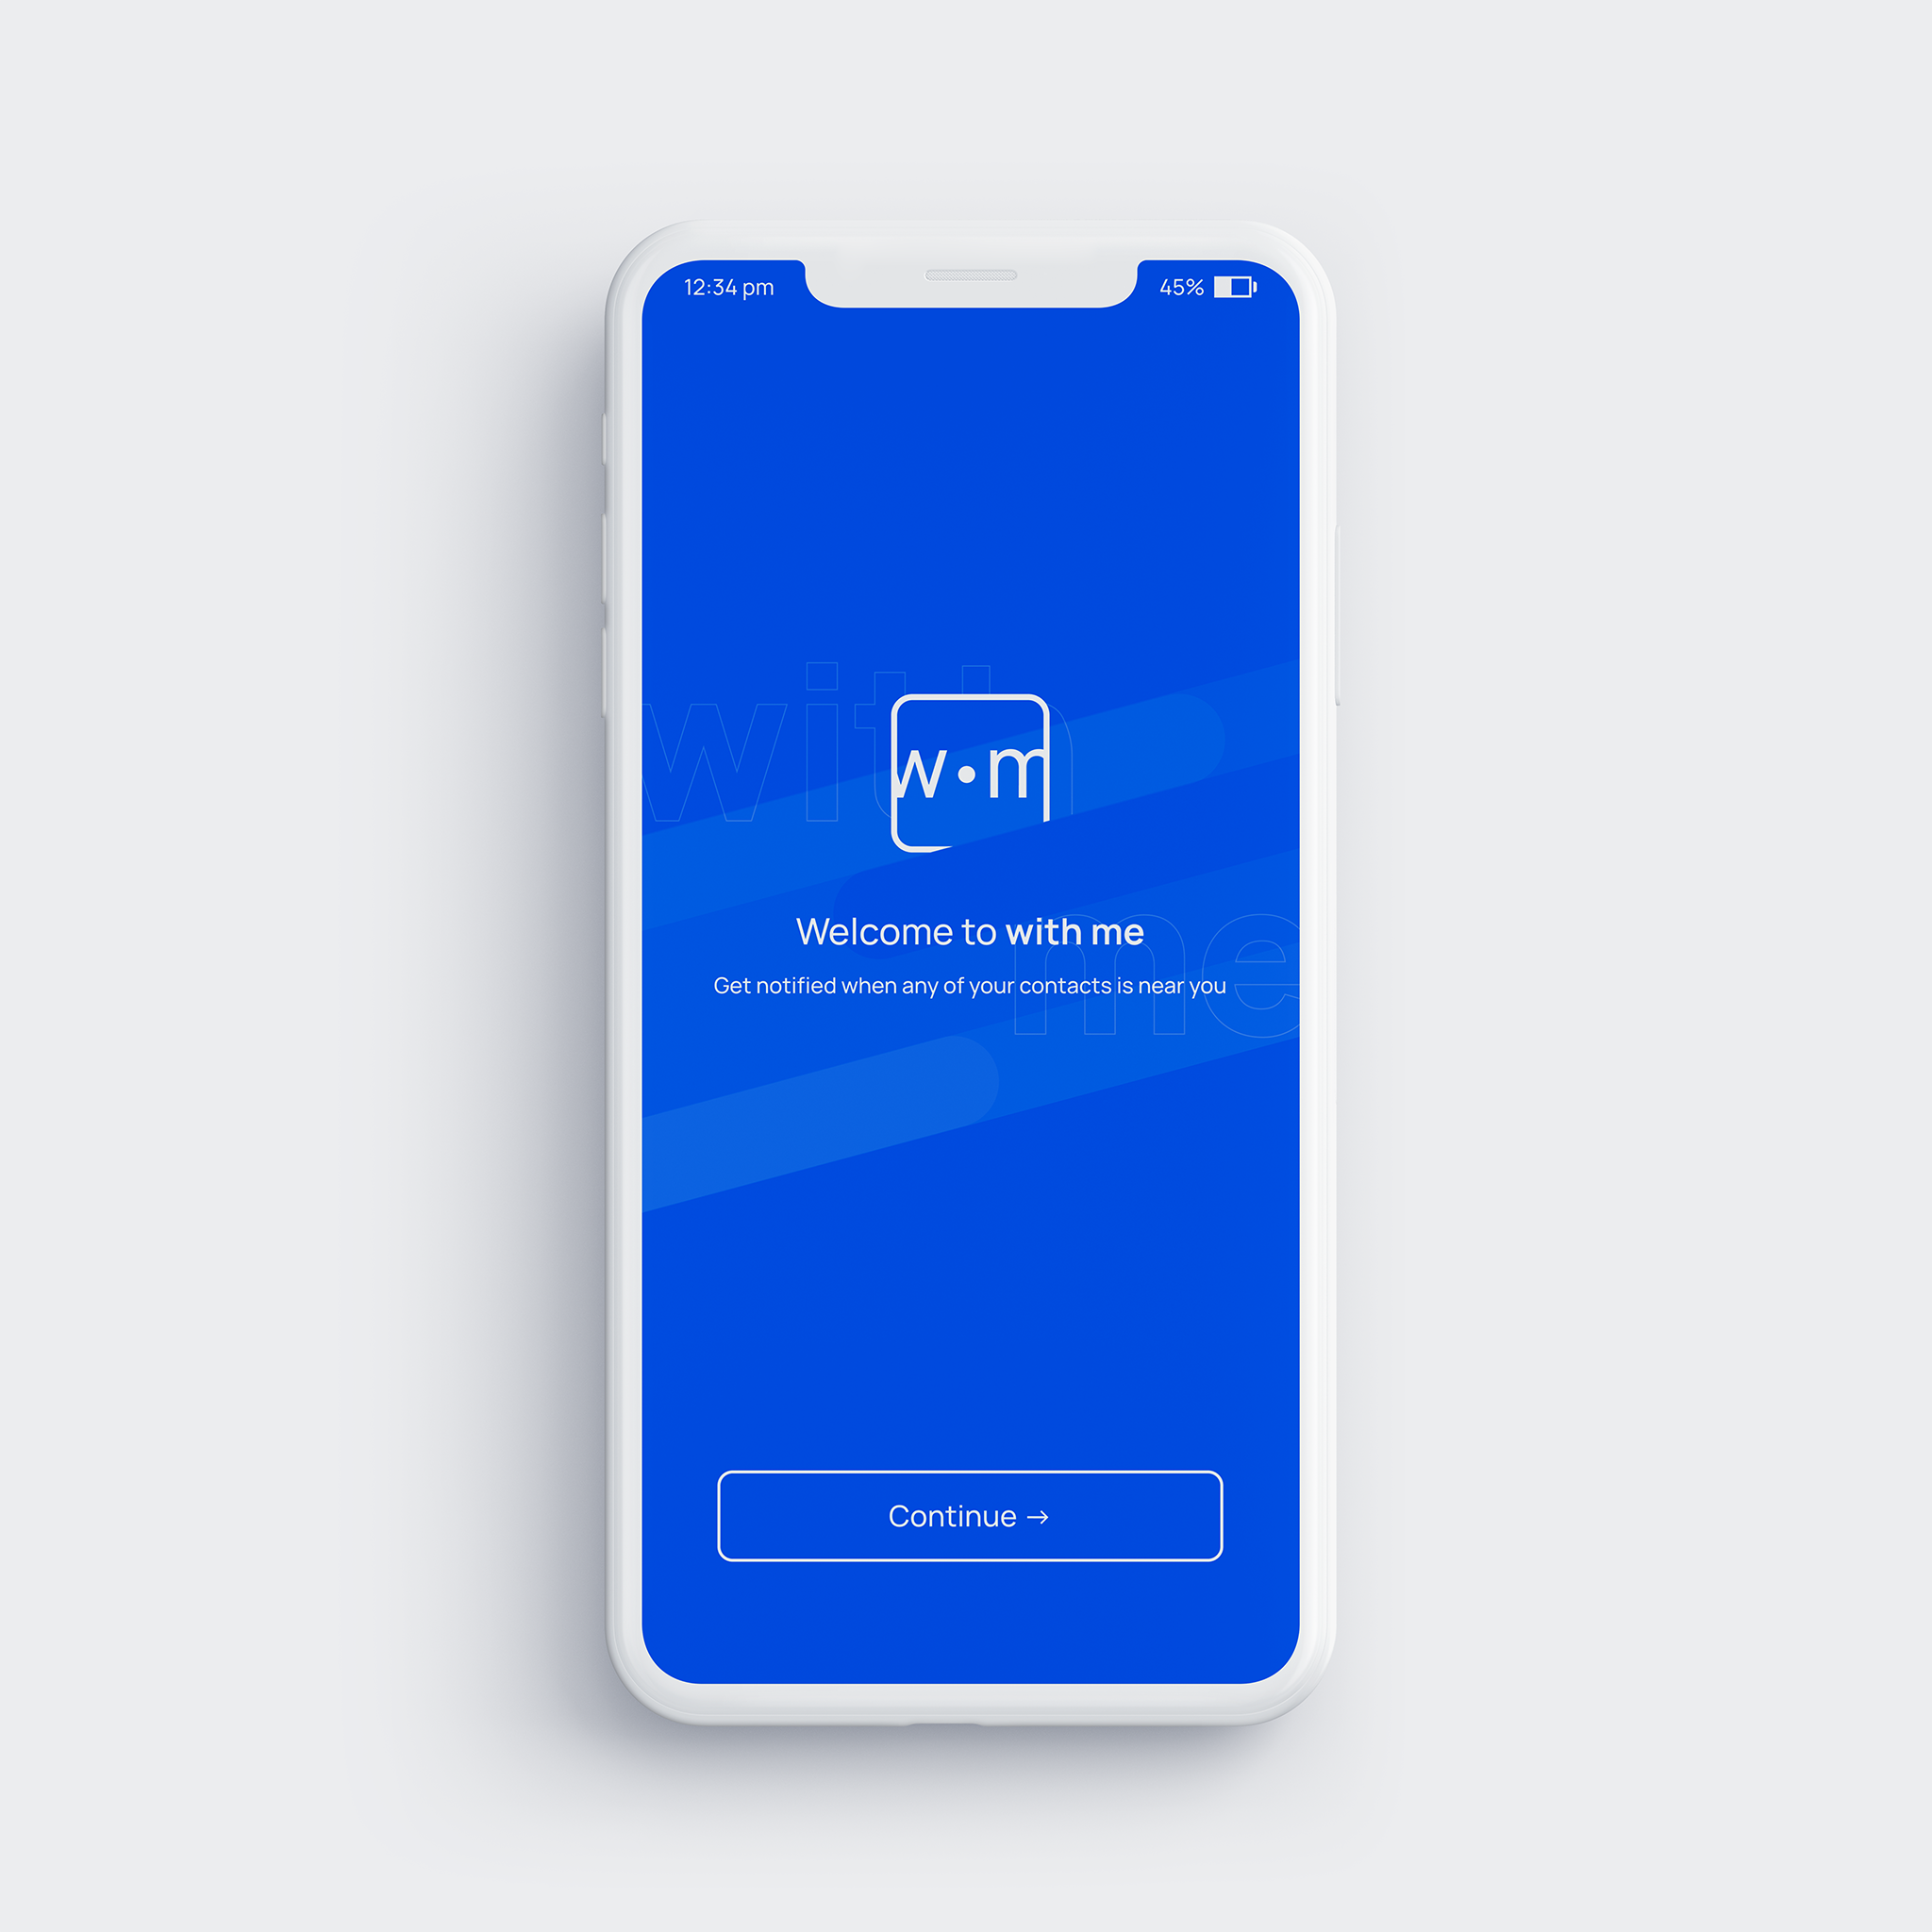 12:34 pm 45%
with
w•m
Welcome to with me
me
Get notified when any of your contacts is near you
Continue →